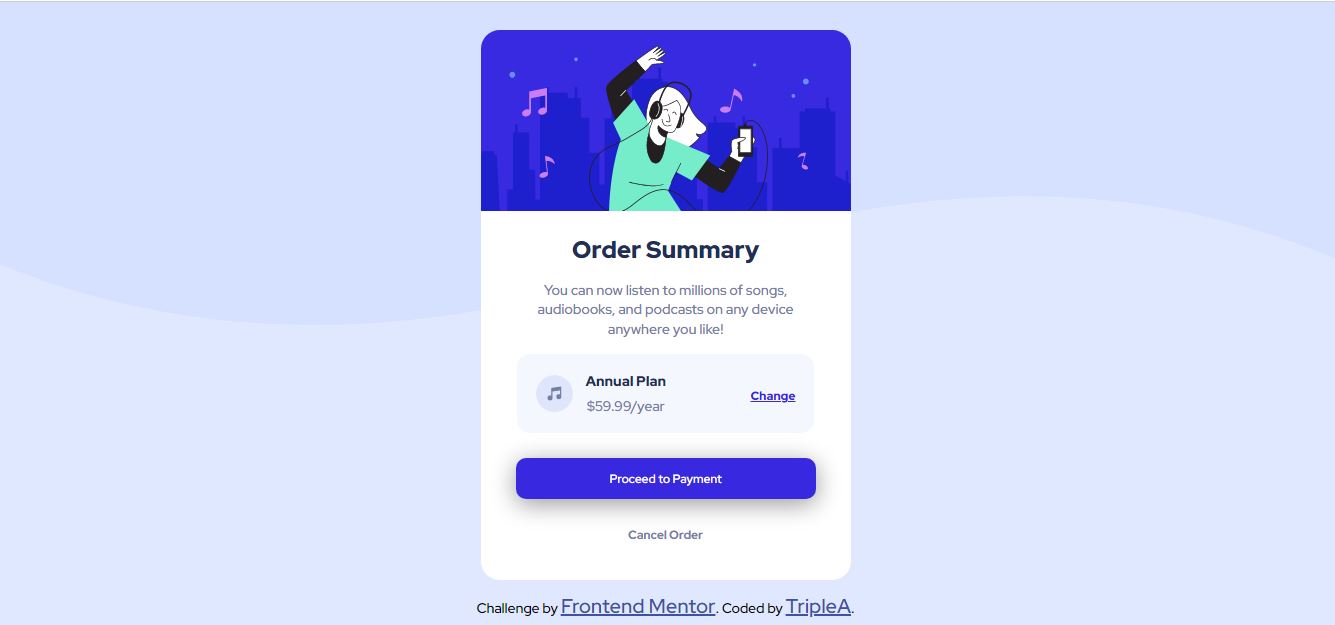 Order Summary
You can now listen to millions of songs,
audiobooks, and podcasts on any device
anywhere you like!
Annual Plan
$59.99/year
Change
Proceed to Payment
Cancel Order
Challenge by Frontend Mentor. Coded by TripleA.